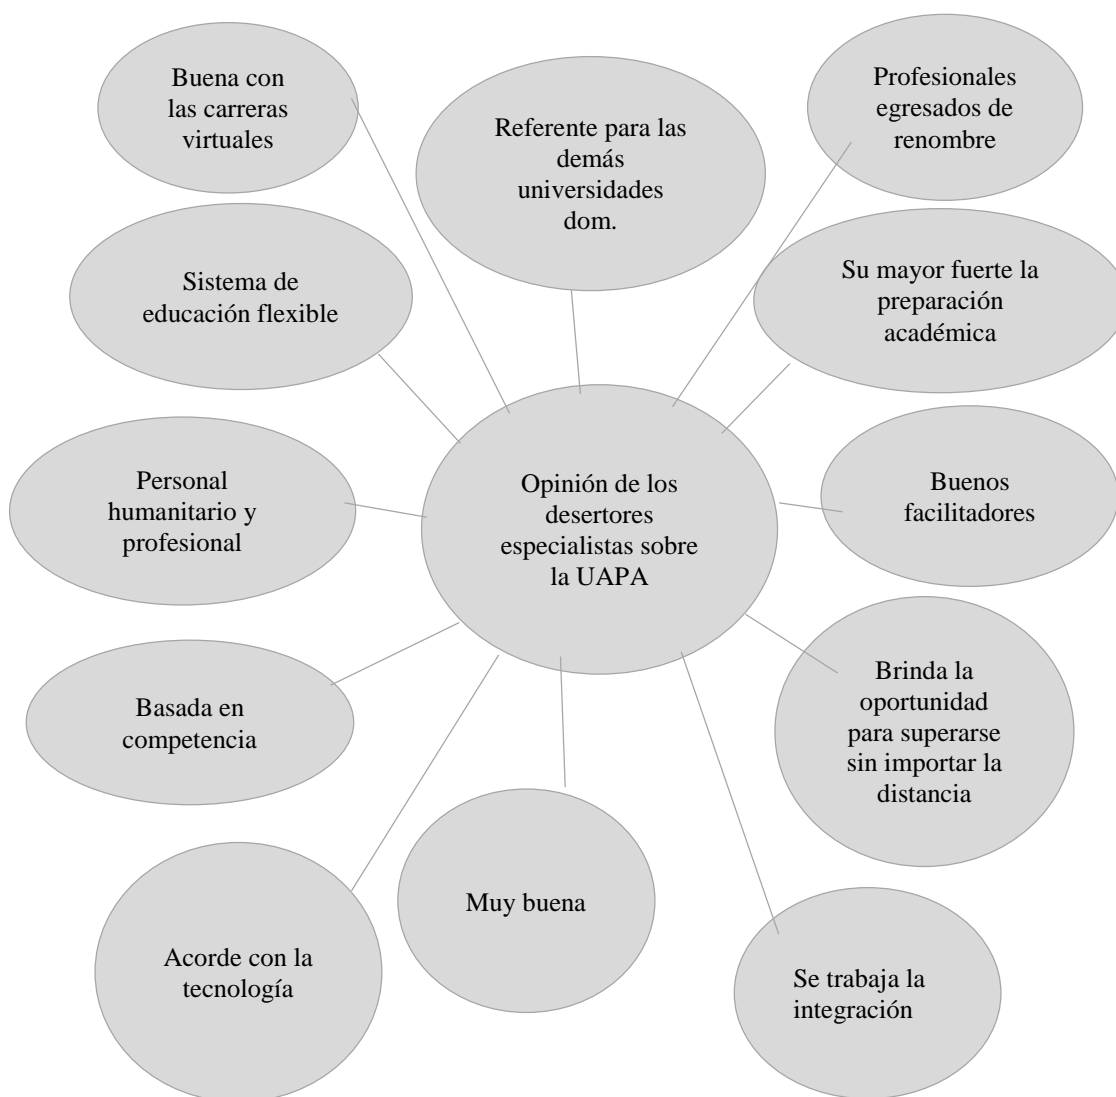 Buena con
las carreras
virtuales
Referente para las
demás
universidades
dom.
Profesionales
egresados de
renombre
Sistema de
educación flexible
Su mayor fuerte la
preparación
académica
Personal
humanitario y
profesional
Opinión de los
desertores
especialistas sobre
la UAPA
Buenos
facilitadores
Basada en
competencia
Brinda la
oportunidad
para superarse
sin importar la
distancia
Acorde con la
tecnología
Muy buena
Se trabaja la
integración